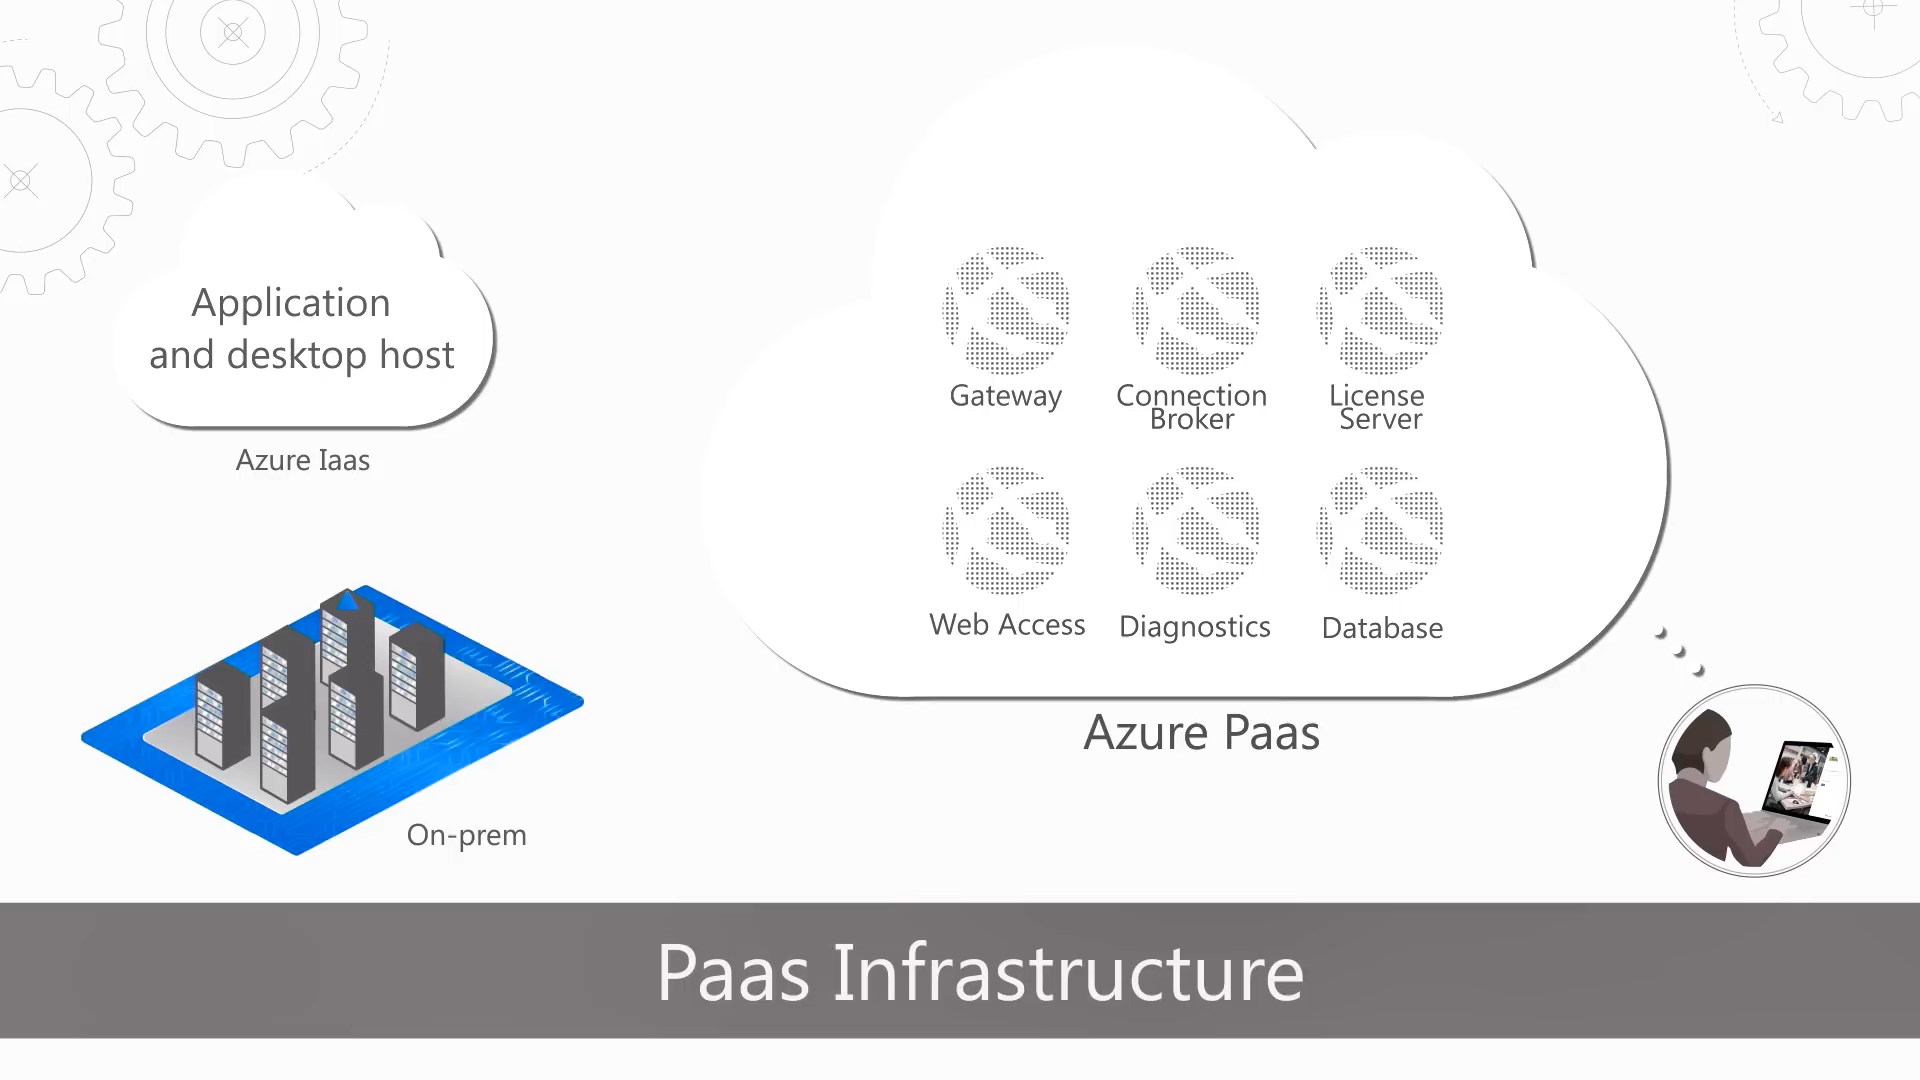 Application
and desktop host
Azure Iaas
On-prem
Gateway
Connection
Broker
License
Server
Web Access
Diagnostics
Database
Azure Paas
Paas Infrastructure